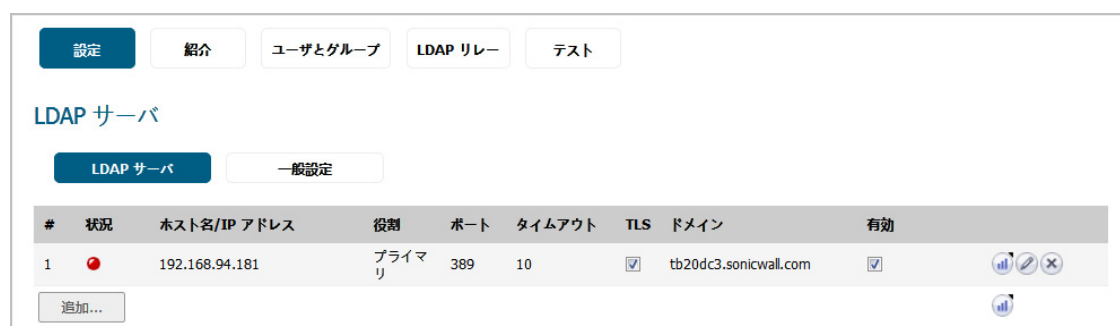 設定 紹介 ユーザとグループ LDAP リレー テスト
LDAP サーバ
LDAP サーバ 一般設定
# 状況 ホスト名/IP アドレス 役割 ポート タイムアウト TLS ドメイン 有効
1 192.168.94.181 プライマリ 389 10 tb20dc3.sonicwall.com
追加...